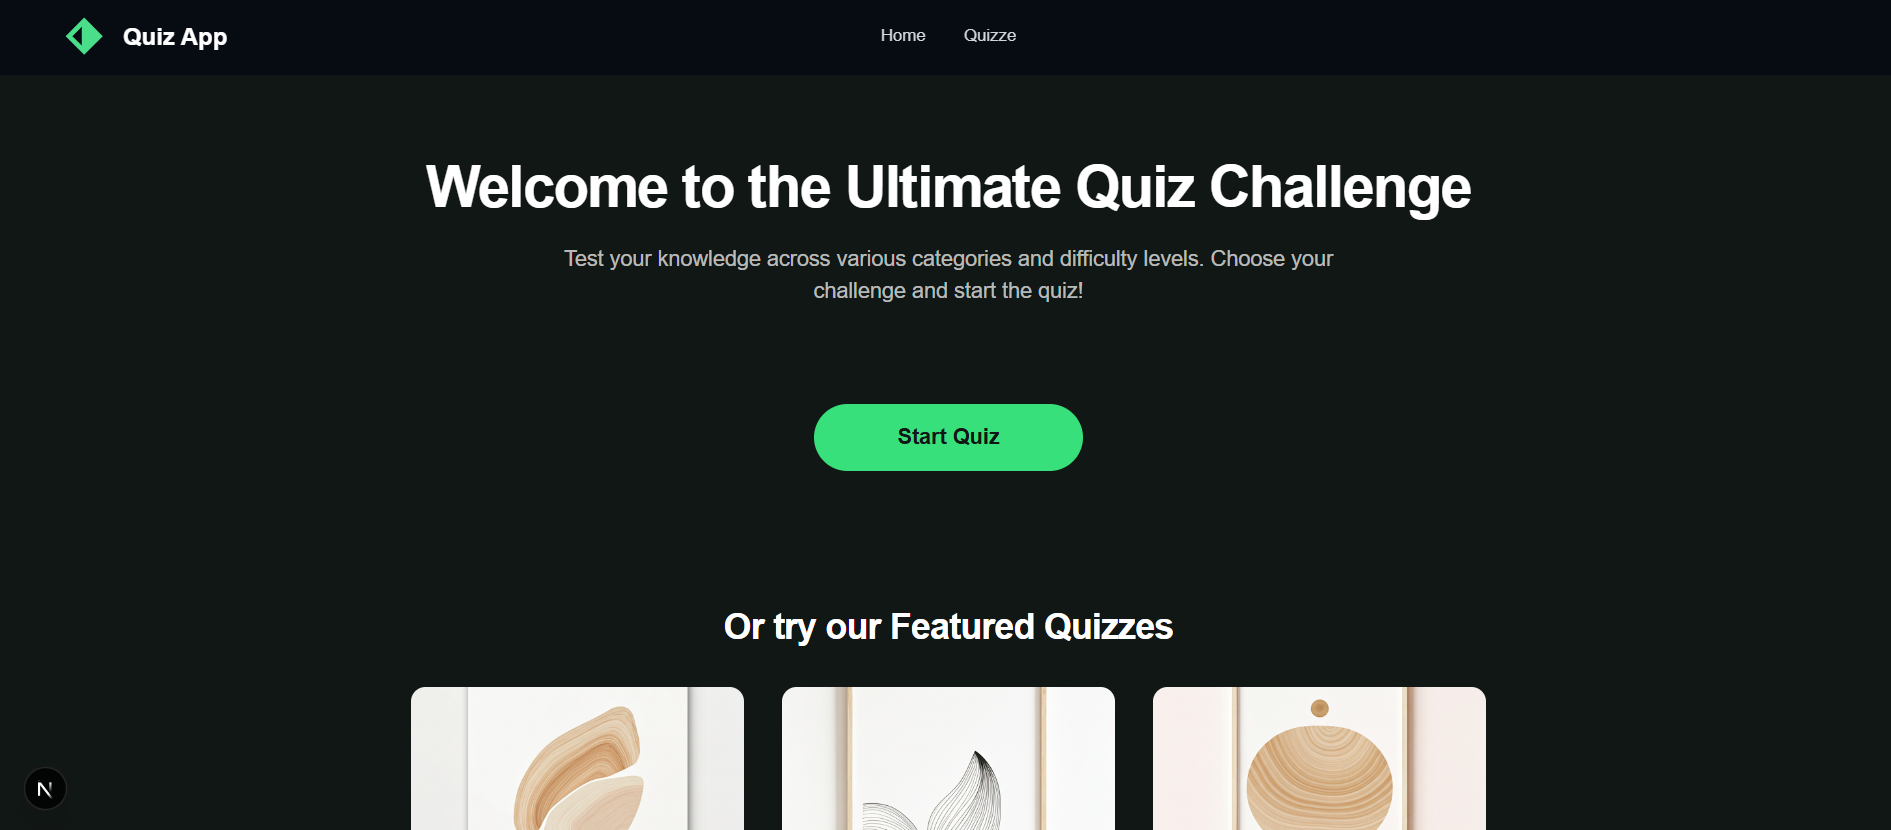 Quiz App
Home
Quizze
Welcome to the Ultimate Quiz Challenge
Test your knowledge across various categories and difficulty levels. Choose your
challenge and start the quiz!
Start Quiz
Or try our Featured Quizzes
N